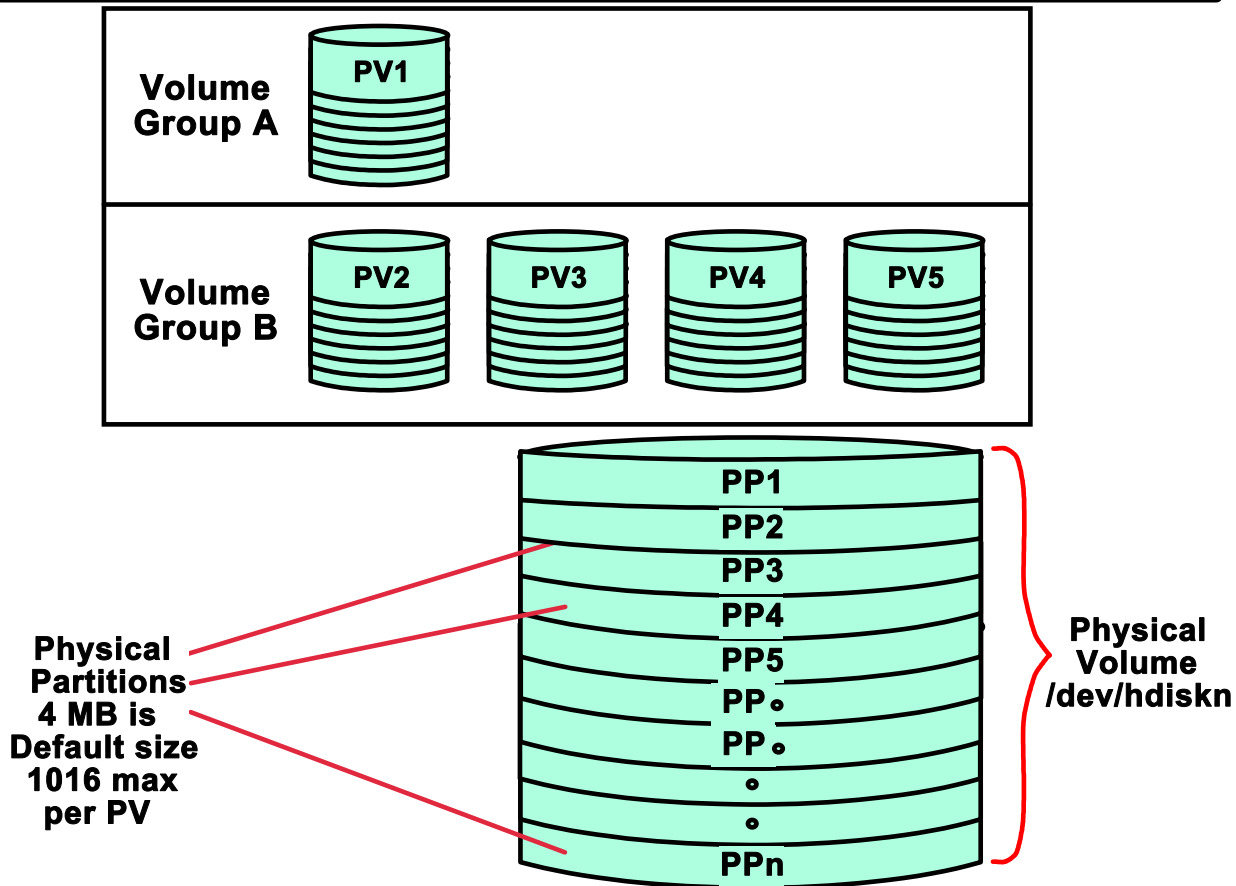 Volume
Group A
PV1
Volume
Group B
PV2
PV3
PV4
PV5
PP1
PP2
PP3
PP4
PP5
PP
PP
PPn
Physical
Partitions
4 MB is
Default size
1016 max
per PV
Physical
Volume
/dev/hdiskn